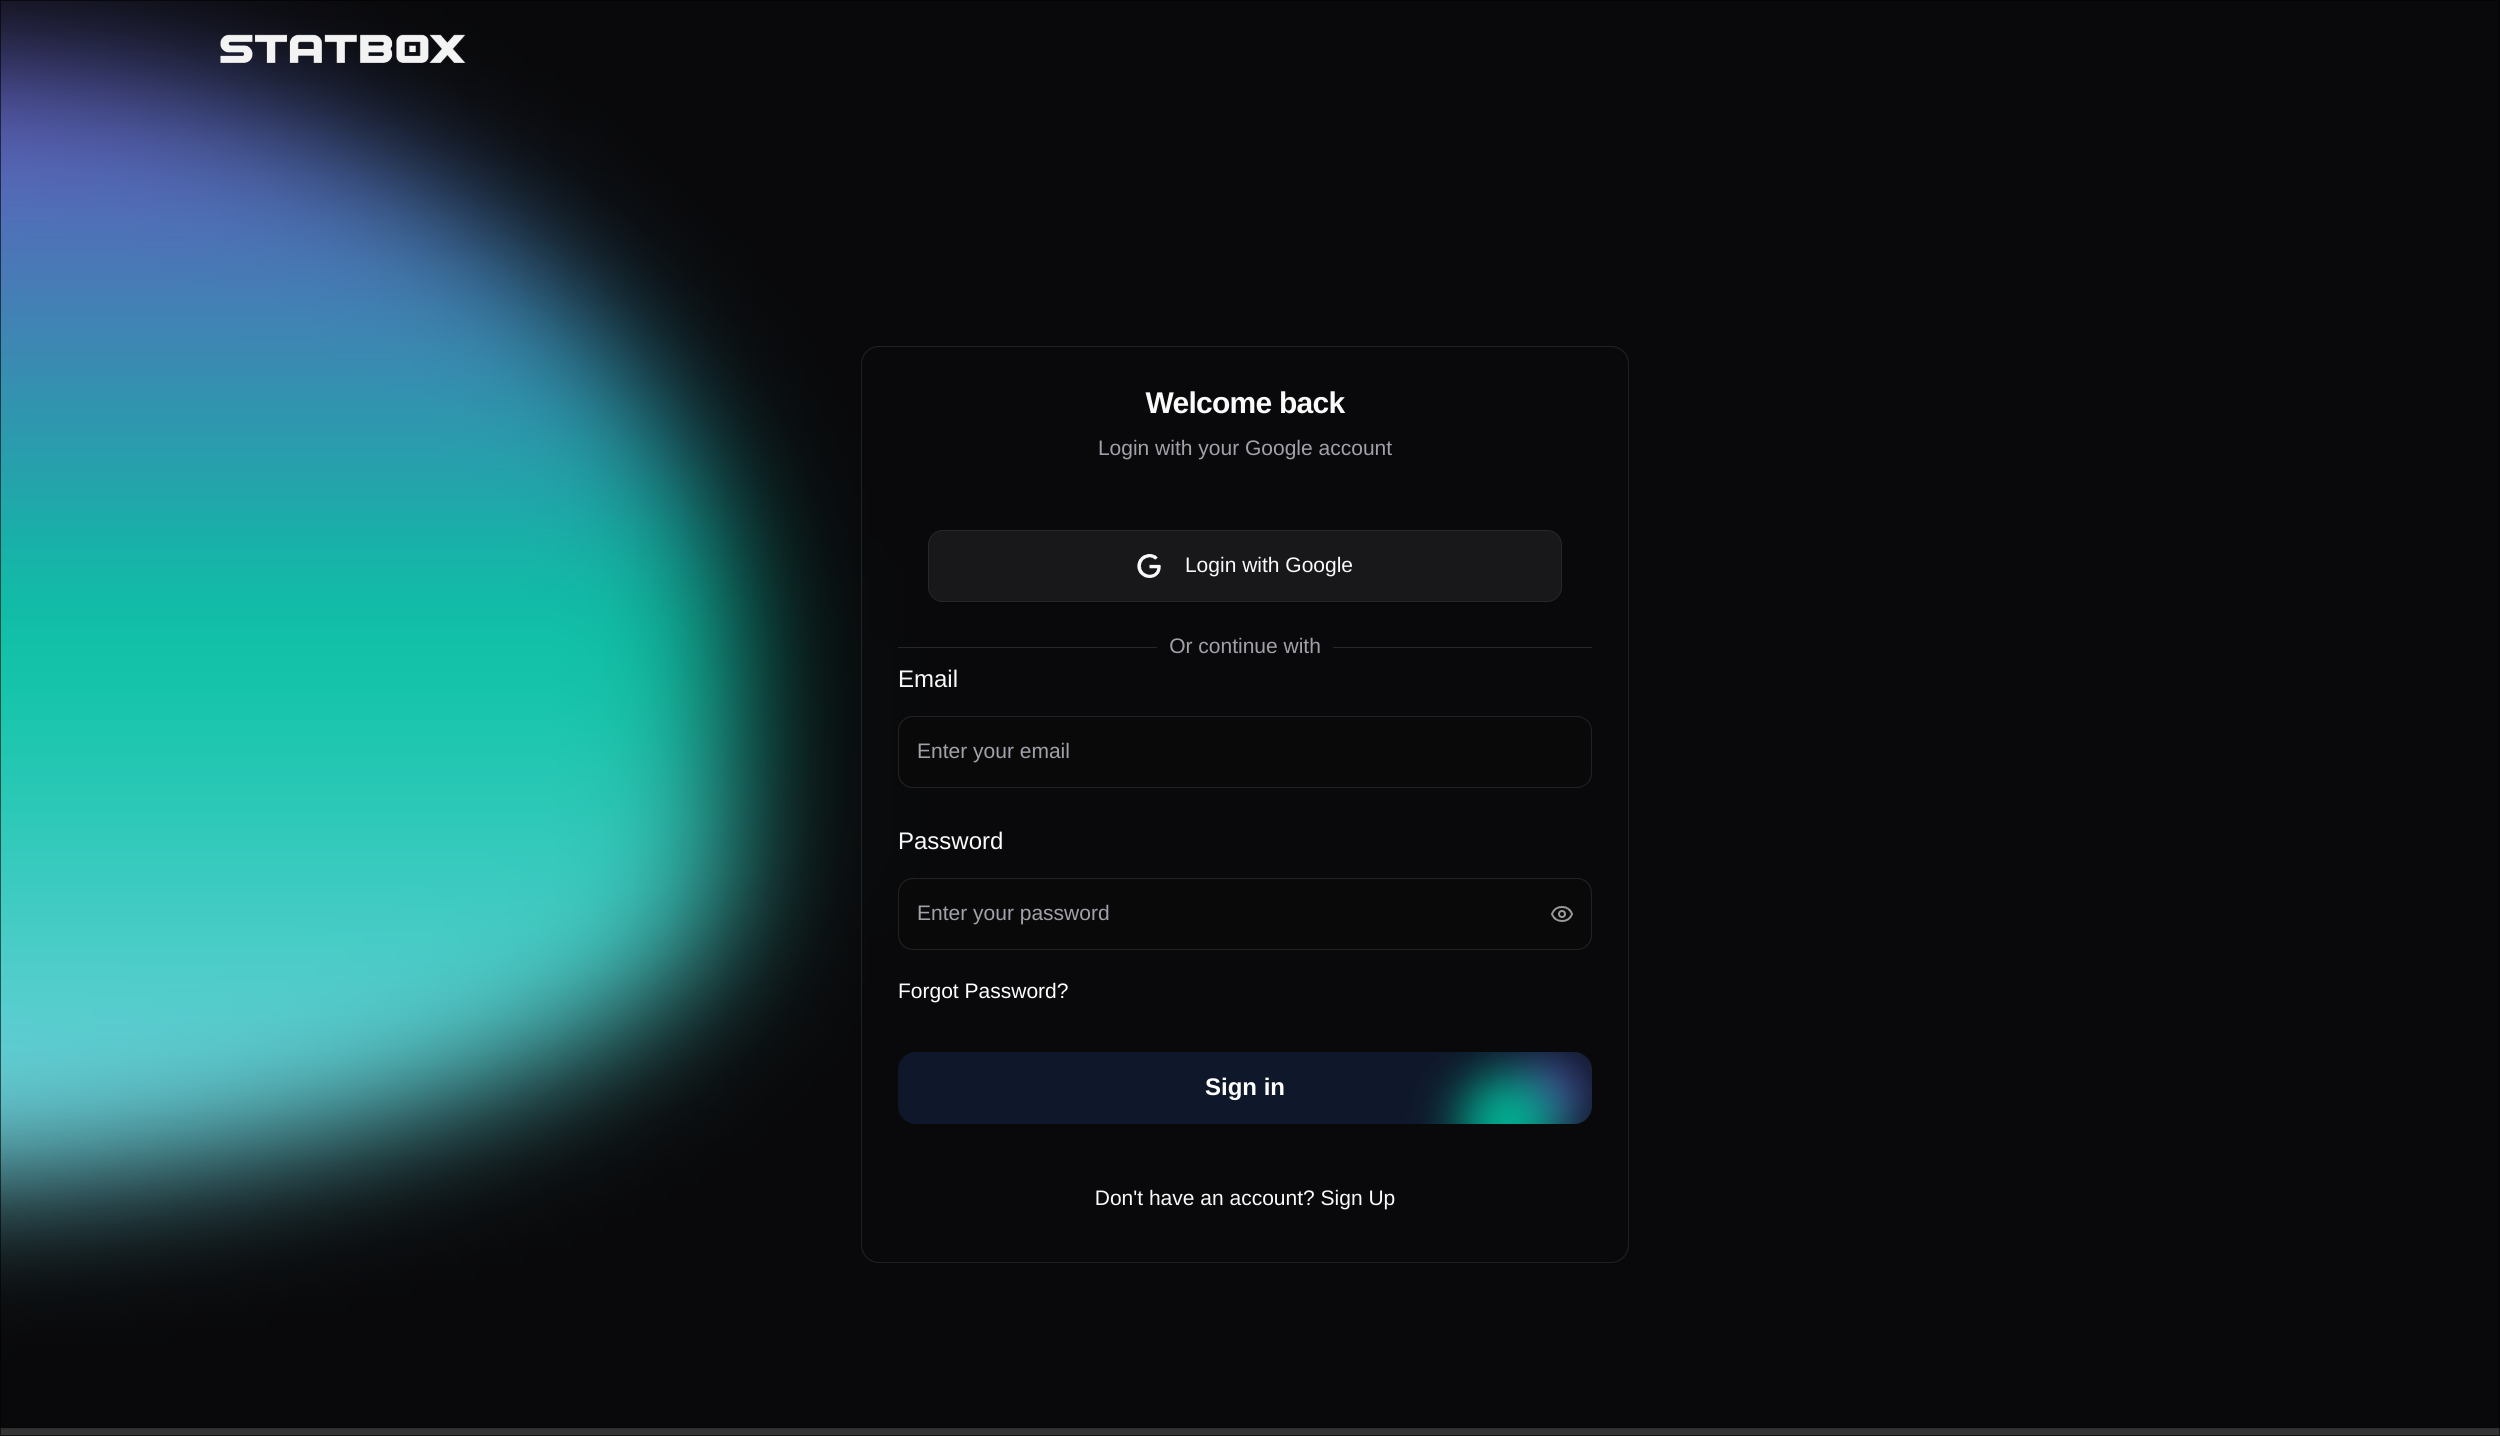 STATBOX
Welcome back
Login with your Google account
Login with Google
Or continue with
Email
Enter your email
Password
Enter your password
Forgot Password?
Sign in
Don't have an account? Sign Up